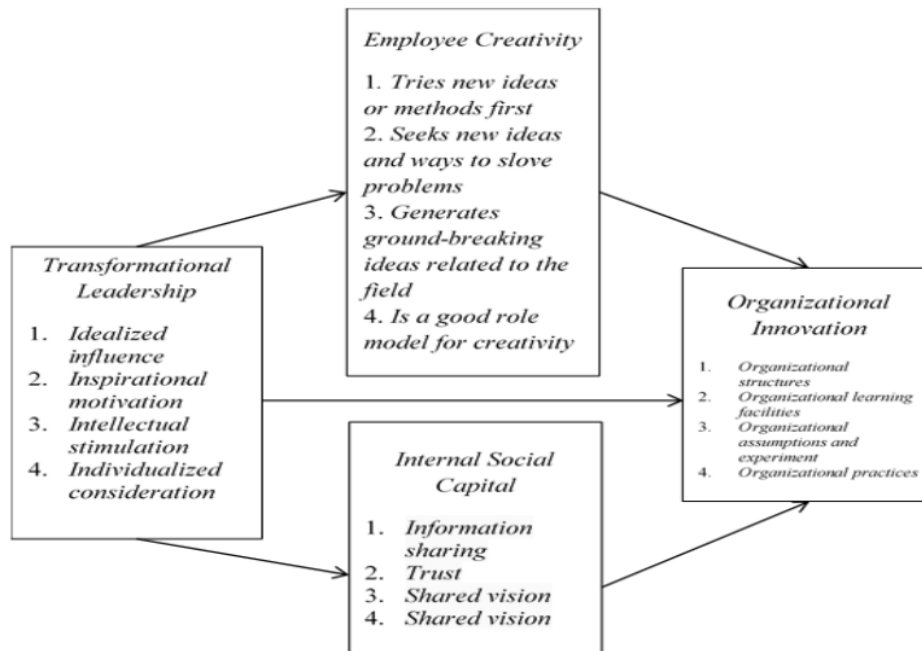 Employee Creativity
1. Tries new ideas
or methods first
2. Seeks new ideas
and ways to slove
problems
3. Generates
ground-breaking
ideas related to the
field
4. Is a good role
model for creativity
Transformational
Leadership
1. Idealized
influence
2. Inspirational
motivation
3. Intellectual
stimulation
4. Individualized
consideration
Internal Social
Capital
1. Information
sharing
2. Trust
3. Shared vision
4. Shared vision
Organizational
Innovation
1. Organizational
structures
2. Organizational learning
facilities
3. Organizational
assumptions and
experiment
4. Organizational practices